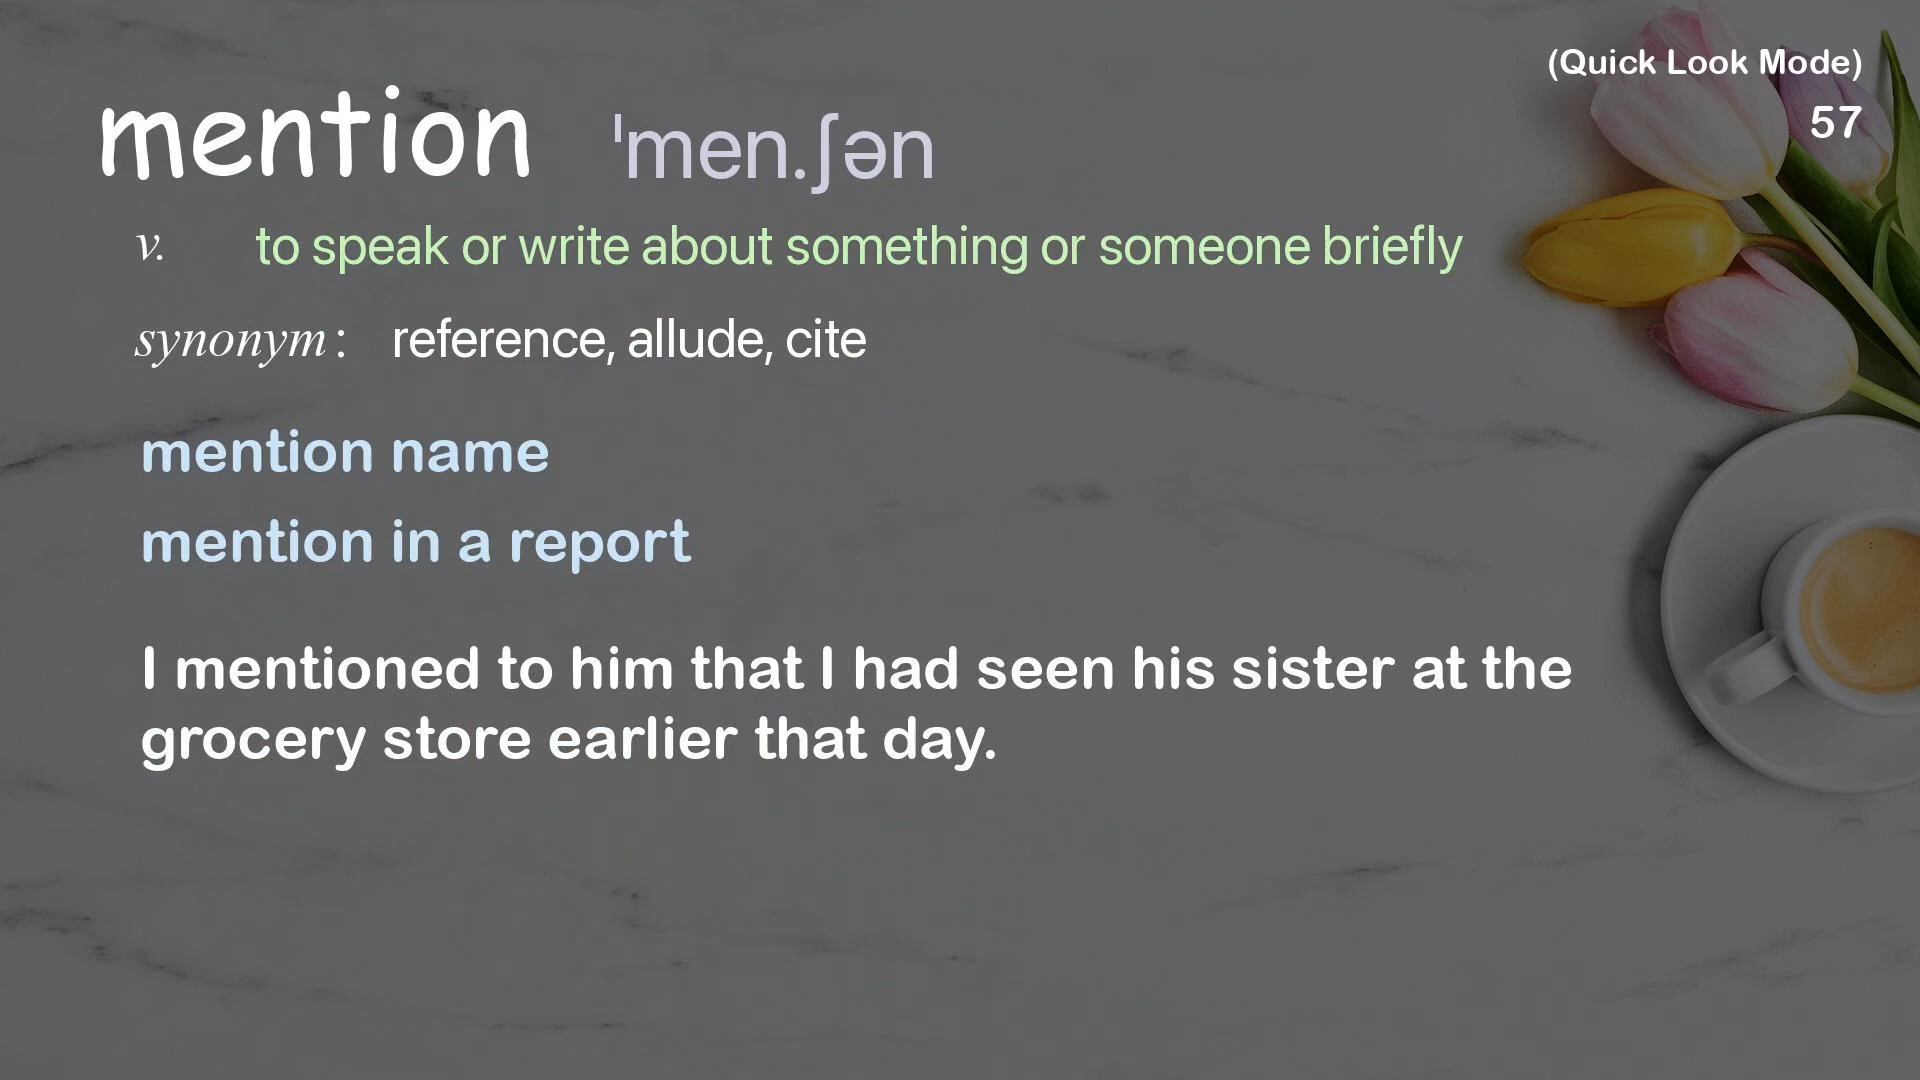 (Quick Look Mode)
57
mention ˈmen.ʃən
v. to speak or write about something or someone briefly
synonym: reference, allude, cite
mention name
mention in a report
I mentioned to him that I had seen his sister at the
grocery store earlier that day.